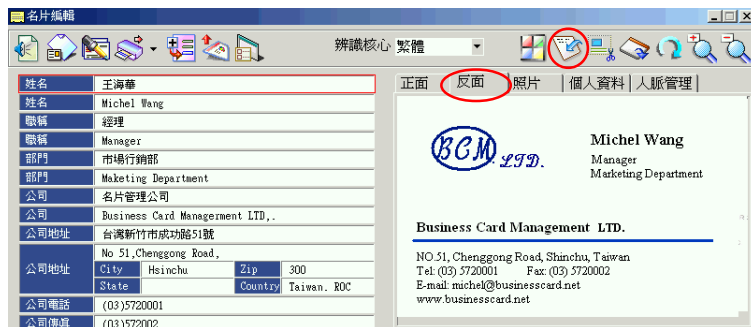 名片編輯
辨識核心 繁體
姓名 王海華
姓名 Michel Wang
職稱 經理
職稱 Manager
部門 市場行銷部
部門 Maketing Department
公司 名片管理公司
公司 Business Card Managerment LTD,.
公司地址 台灣新竹市成功路51號
公司地址 No 51,Chenggong Road,
City Hsinchu Zip 300
State Country Taiwan. ROC
公司電話 (03)5720001
公司傳真 (03)572002
正面 反面 照片 個人資料 人脈管理
BCM LTD.
Michel Wang
Manager
Marketing Department
Business Card Management LTD.
NO.51, Chenggong Road, Shinchu, Taiwan
Tel: (03) 5720001 Fax: (03) 5720002
E-mail: michel@businesscard.net
www.businesscard.net